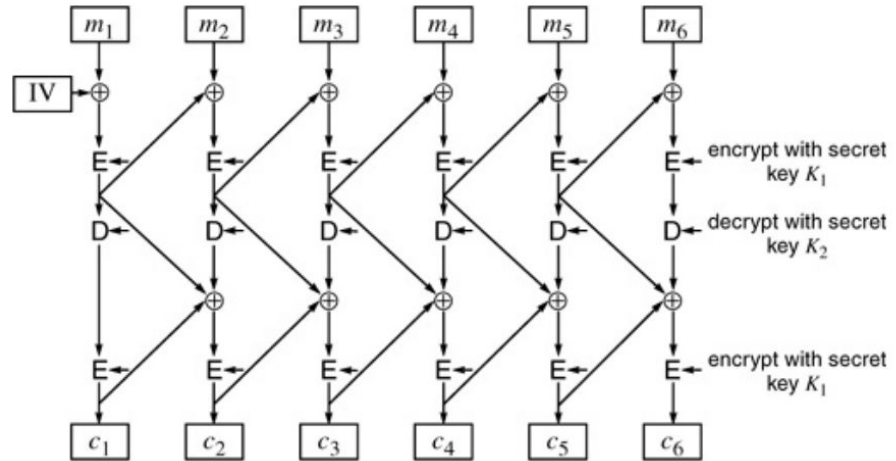 m₁ m₂ m₃ m₄ m₅ m₆
IV
E E E E E E encrypt with secret
key K₁
D D D D D D decrypt with secret
key K₂
E E E E E E encrypt with secret
key K₁
c₁ c₂ c₃ c₄ c₅ c₆